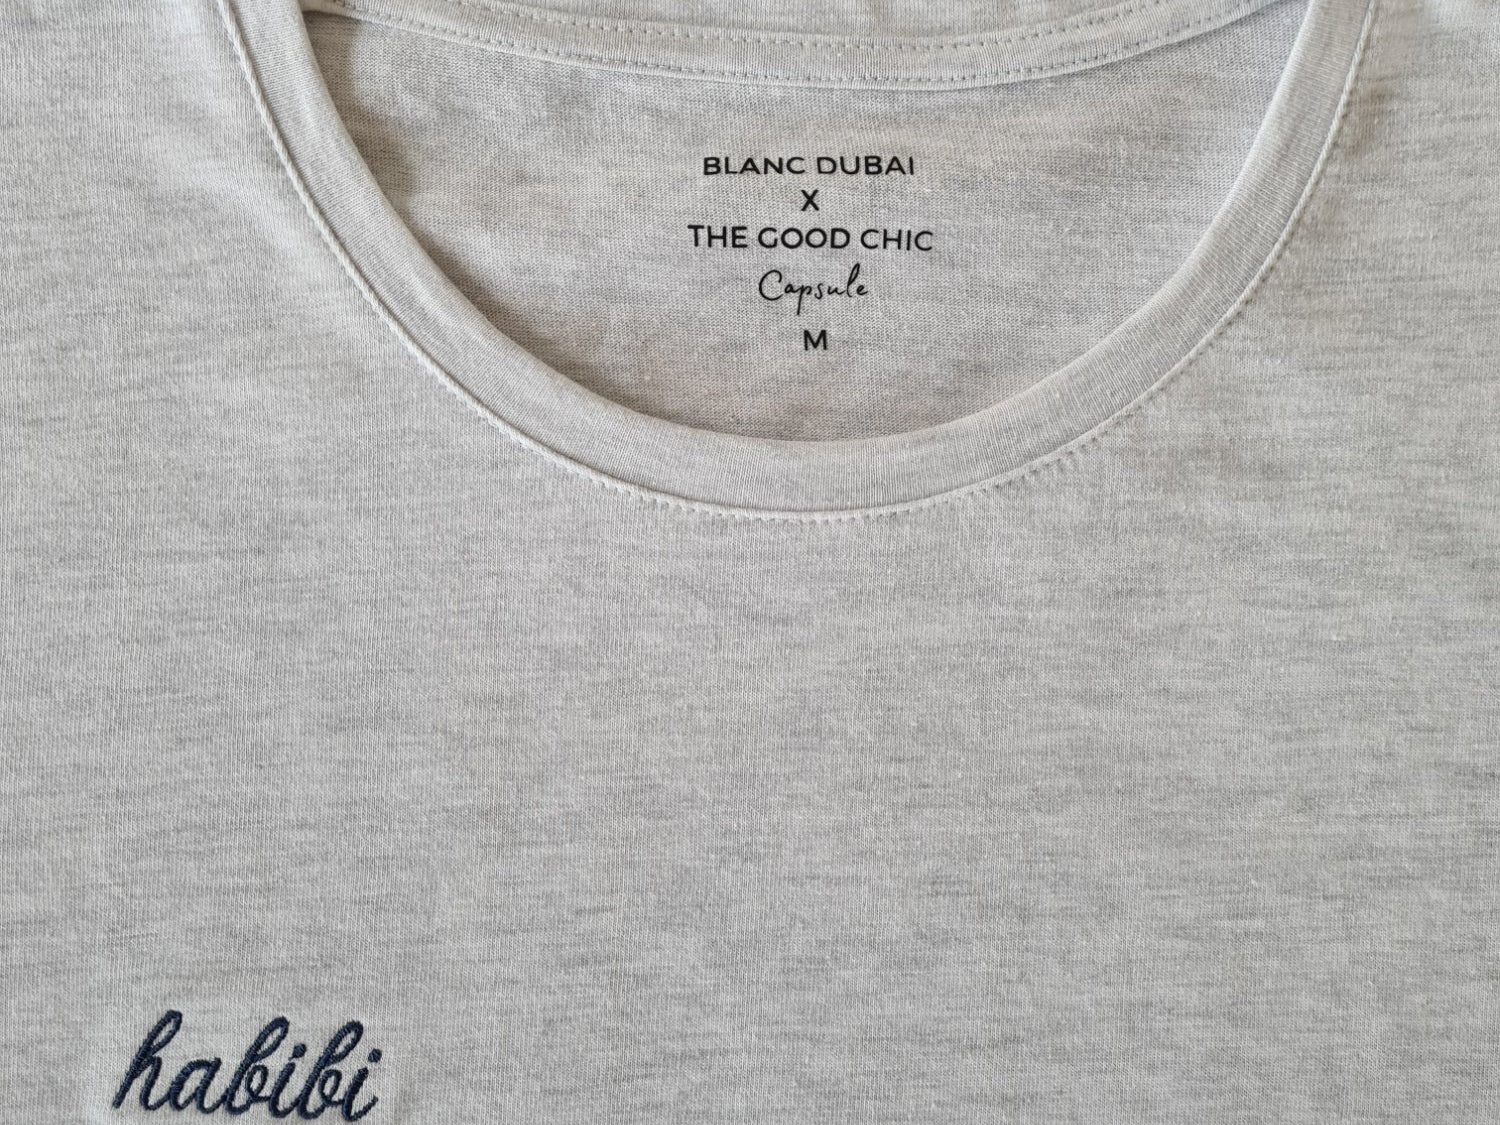 BLANC DUBAI
X
THE GOOD CHIC
Capsule
M
habibi